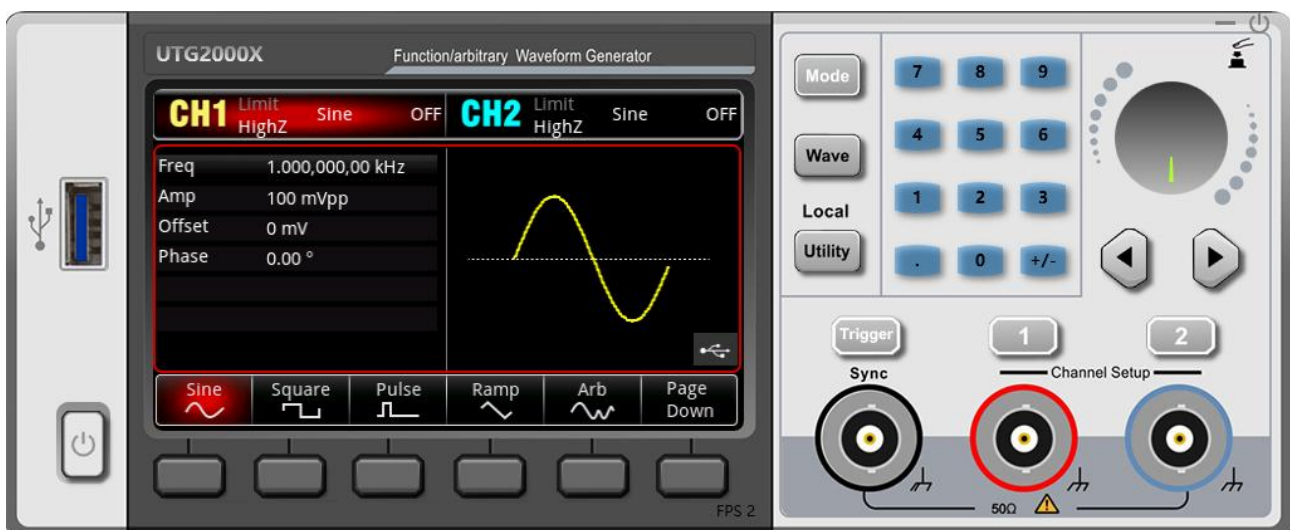 UTG2000X Function/arbitrary Waveform Generator
CH1 Limit HighZ Sine OFF CH2 Limit HighZ Sine OFF
Freq 1.000,000,00 kHz
Amp 100 mVpp
Offset 0 mV
Phase 0.00 °
Sine Square Pulse Ramp Arb Page Down
FPS 2
Mode
Wave
Local
Utility
7 8 9
4 5 6
1 2 3
. 0 +/-
Trigger 1 2
Sync Channel Setup
50Ω